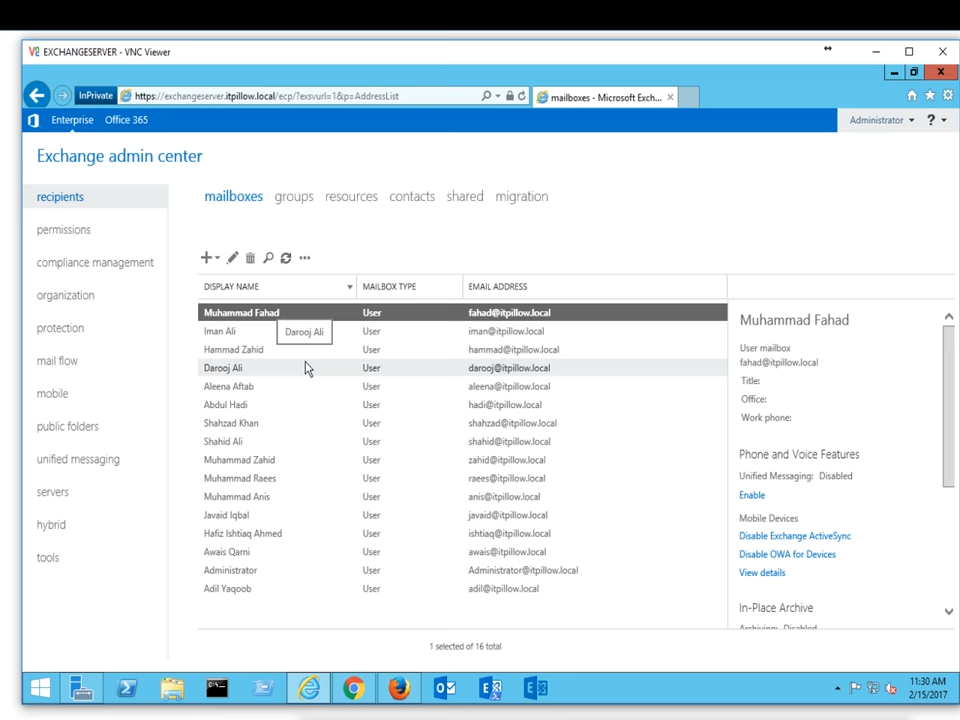 EXCHANGESERVER - VNC Viewer
InPrivate https://exchangeserver.itpillow.local/ecp/?exsvurl=1&p=AddressList mailboxes - Microsoft Exch...
Enterprise Office 365 Administrator ?
Exchange admin center
recipients
permissions
compliance management
organization
protection
mail flow
mobile
public folders
unified messaging
servers
hybrid
tools
mailboxes groups resources contacts shared migration
DISPLAY NAME MAILBOX TYPE EMAIL ADDRESS
Muhammad Fahad User fahad@itpillow.local
Iman Ali User iman@itpillow.local
Darooj Ali
Hammad Zahid User hammad@itpillow.local
Darooj Ali User darooj@itpillow.local
Aleena Aftab User aleena@itpillow.local
Abdul Hadi User hadi@itpillow.local
Shahzad Khan User shahzad@itpillow.local
Shahid Ali User shahid@itpillow.local
Muhammad Zahid User zahid@itpillow.local
Muhammad Raees User raees@itpillow.local
Muhammad Anis User anis@itpillow.local
Javaid Iqbal User javaid@itpillow.local
Hafiz Ishtiaq Ahmed User ishtiaq@itpillow.local
Awais Qarni User awais@itpillow.local
Administrator User Administrator@itpillow.local
Adil Yaqoob User adil@itpillow.local
1 selected of 16 total
Muhammad Fahad
User mailbox
fahad@itpillow.local
Title:
Office:
Work phone:
Phone and Voice Features
Unified Messaging: Disabled
Enable
Mobile Devices
Disable Exchange ActiveSync
Disable OWA for Devices
View details
In-Place Archive
Archiving: Disabled
11:30 AM
2/15/2017